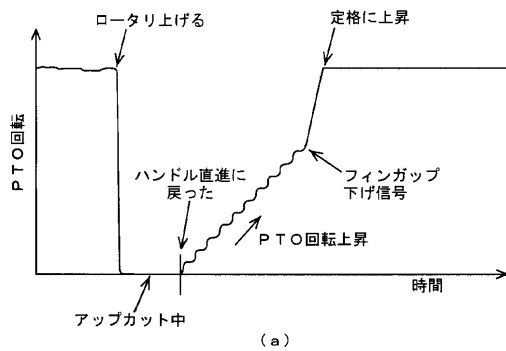 ロータリ上げる
定格に上昇
PTO回転
ハンドル直進に
戻った
フィンガップ
下げ信号
PTO回転上昇
時間
アップカット中
(a)